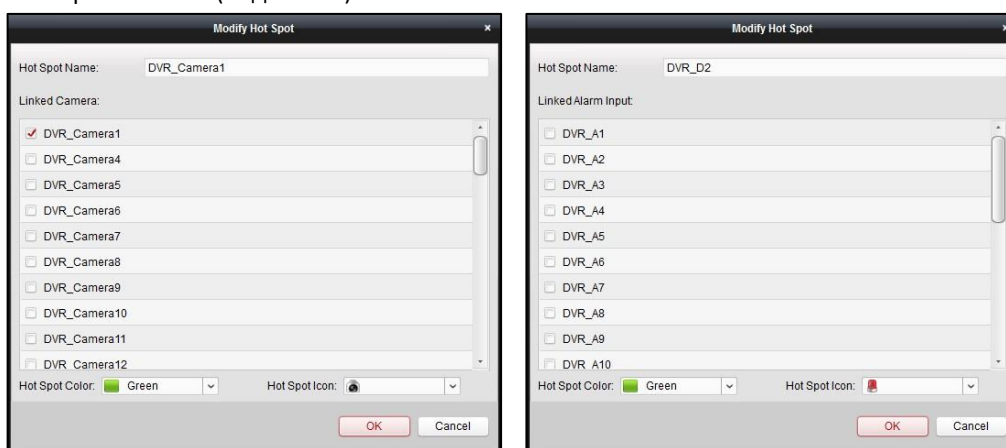 Modify Hot Spot ×
Hot Spot Name: DVR_Camera1
Linked Camera:
DVR_Camera1
DVR_Camera4
DVR_Camera5
DVR_Camera6
DVR_Camera7
DVR_Camera8
DVR_Camera9
DVR_Camera10
DVR_Camera11
DVR_Camera12
Hot Spot Color: Green Hot Spot Icon:
OK Cancel
Modify Hot Spot ×
Hot Spot Name: DVR_D2
Linked Alarm Input:
DVR_A1
DVR_A2
DVR_A3
DVR_A4
DVR_A5
DVR_A6
DVR_A7
DVR_A8
DVR_A9
DVR_A10
Hot Spot Color: Green Hot Spot Icon:
OK Cancel